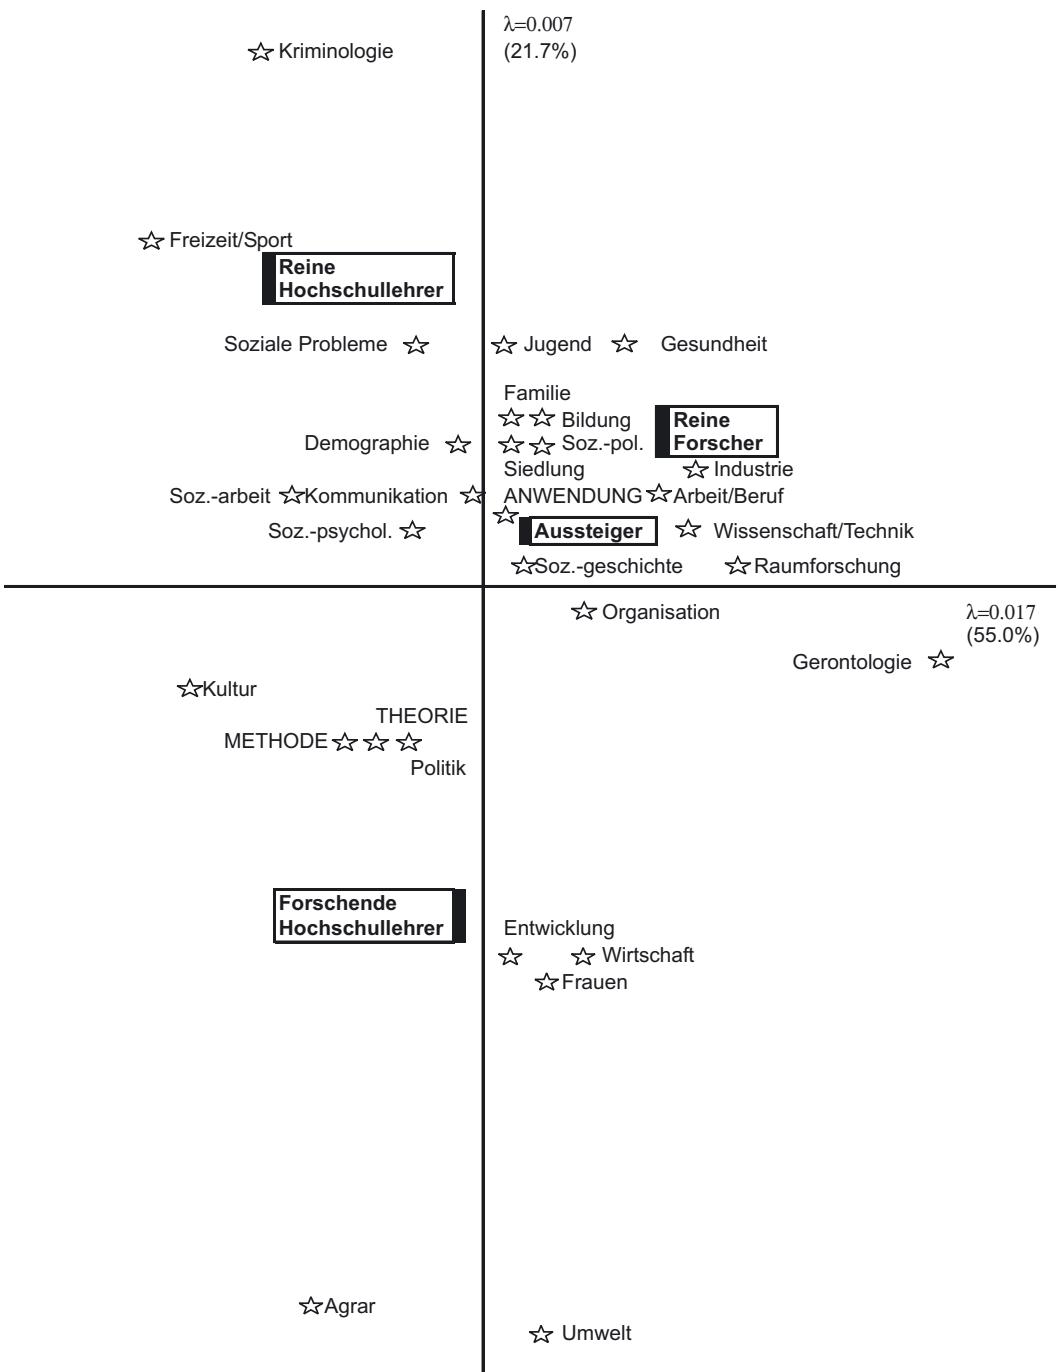 λ=0.007
(21.7%)
Kriminologie
Freizeit/Sport
Reine
Hochschullehrer
Soziale Probleme
Jugend
Gesundheit
Familie
Bildung
Reine
Forscher
Demographie
Soz.-pol.
Siedlung
Industrie
Soz.-arbeit
Kommunikation
ANWENDUNG
Arbeit/Beruf
Soz.-psychol.
Aussteiger
Wissenschaft/Technik
Soz.-geschichte
Raumforschung
Organisation
λ=0.017
(55.0%)
Gerontologie
Kultur
THEORIE
METHODE
Politik
Forschende
Hochschullehrer
Entwicklung
Wirtschaft
Frauen
Agrar
Umwelt